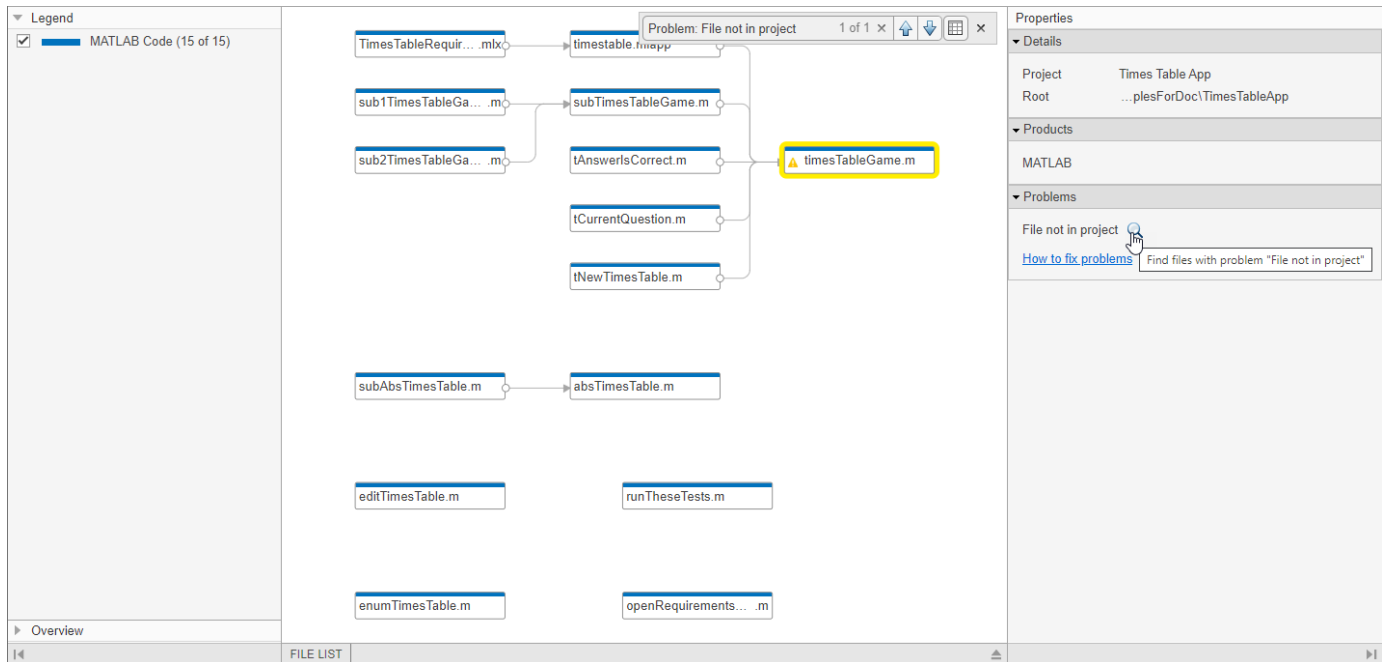 Legend
MATLAB Code (15 of 15)
Overview
TimesTableRequir... .mlx
timestable.mlapp
Problem: File not in project 1 of 1
sub1TimesTableGa... .m
subTimesTableGame.m
sub2TimesTableGa... .m
tAnswerIsCorrect.m
timesTableGame.m
tCurrentQuestion.m
tNewTimesTable.m
subAbsTimesTable.m
absTimesTable.m
editTimesTable.m
runTheseTests.m
enumTimesTable.m
openRequirements... .m
FILE LIST
Properties
Details
Project Times Table App
Root ...plesForDoc\TimesTableApp
Products
MATLAB
Problems
File not in project
How to fix problems
Find files with problem "File not in project"